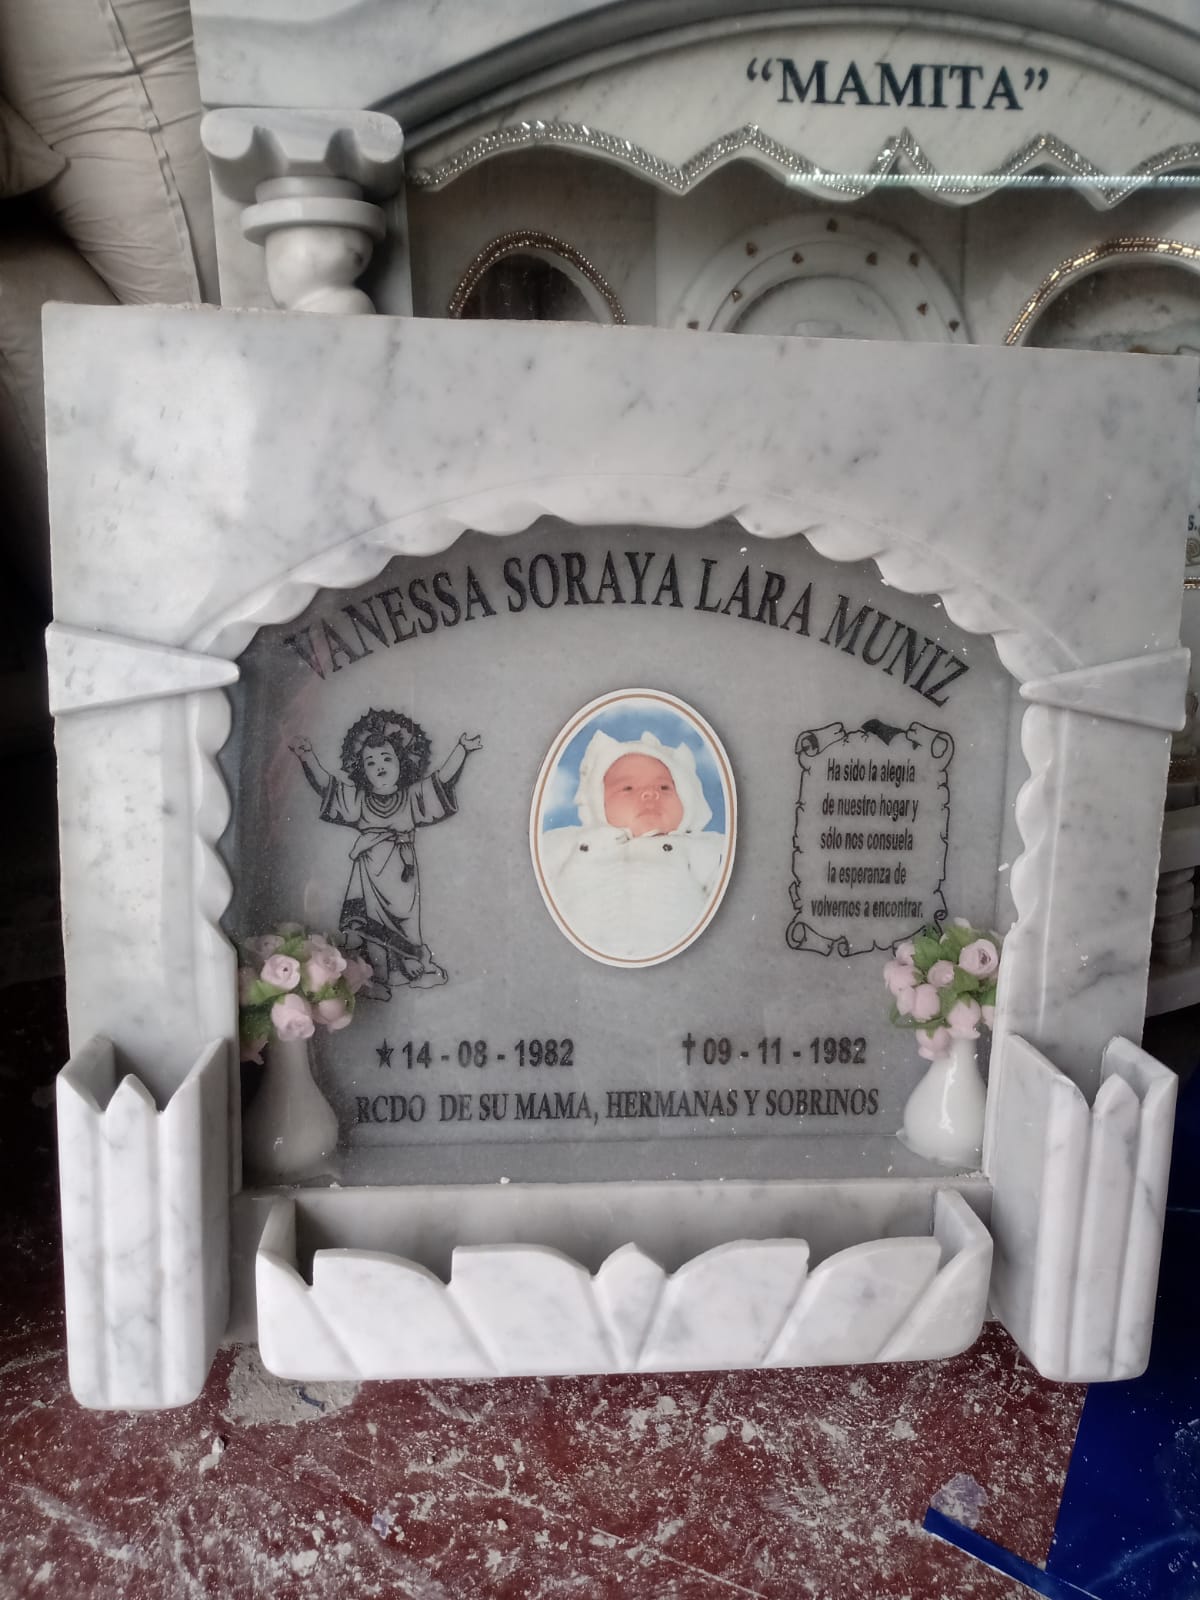 “MAMITA”
VANESSA SORAYA LARA MUNIZ
Ha sido la alegría
de nuestro hogar y
sólo nos consuela
la esperanza de
volvernos a encontrar.
★ 14 - 08 - 1982
✝ 09 - 11 - 1982
RCDO DE SU MAMA, HERMANAS Y SOBRINOS